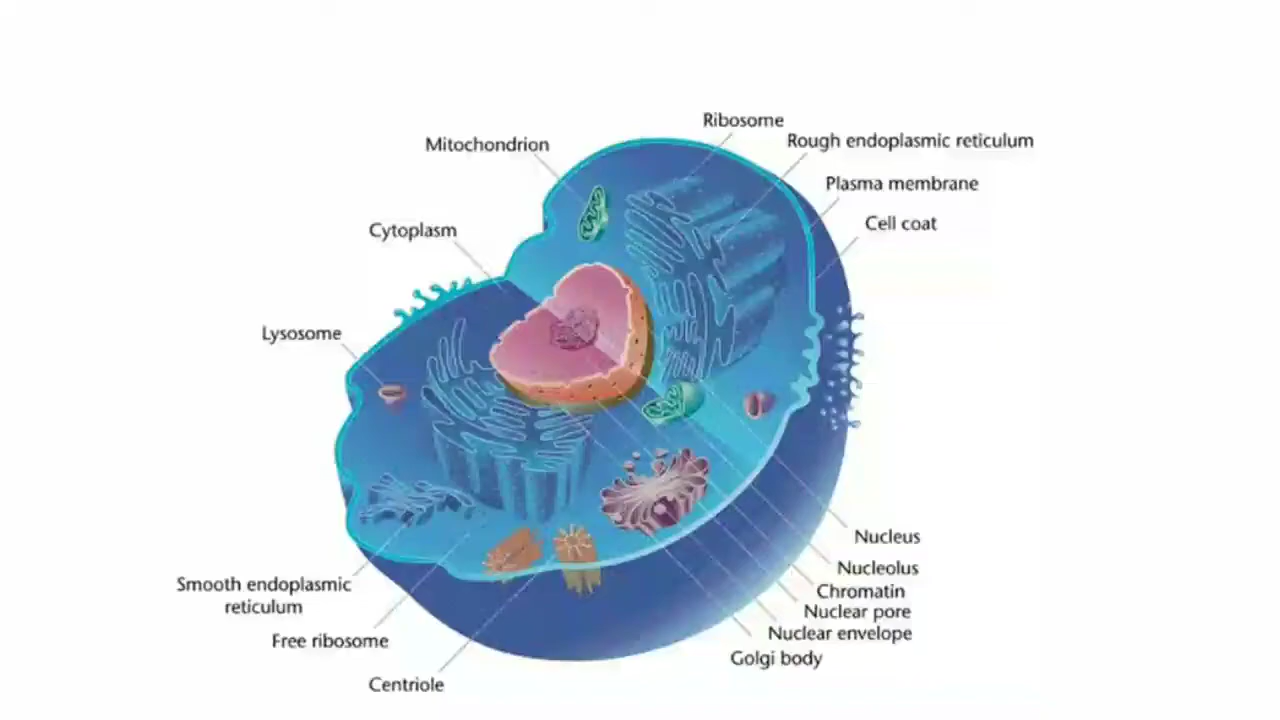 Ribosome
Mitochondrion
Rough endoplasmic reticulum
Plasma membrane
Cell coat
Cytoplasm
Lysosome
Nucleus
Nucleolus
Smooth endoplasmic
reticulum
Chromatin
Nuclear pore
Nuclear envelope
Free ribosome
Golgi body
Centriole